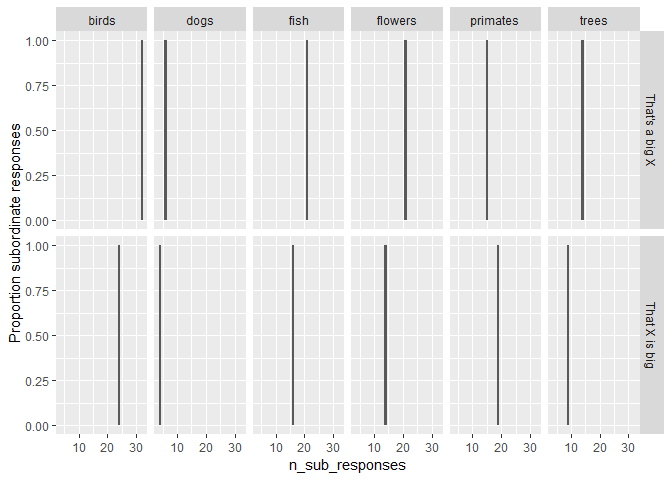 birds dogs fish flowers primates trees
1.00
0.75
0.50
0.25
0.00
That's a big X
1.00
0.75
0.50
0.25
0.00
That X is big
Proportion subordinate responses
10 20 30 10 20 30 10 20 30 10 20 30 10 20 30 10 20 30
n_sub_responses